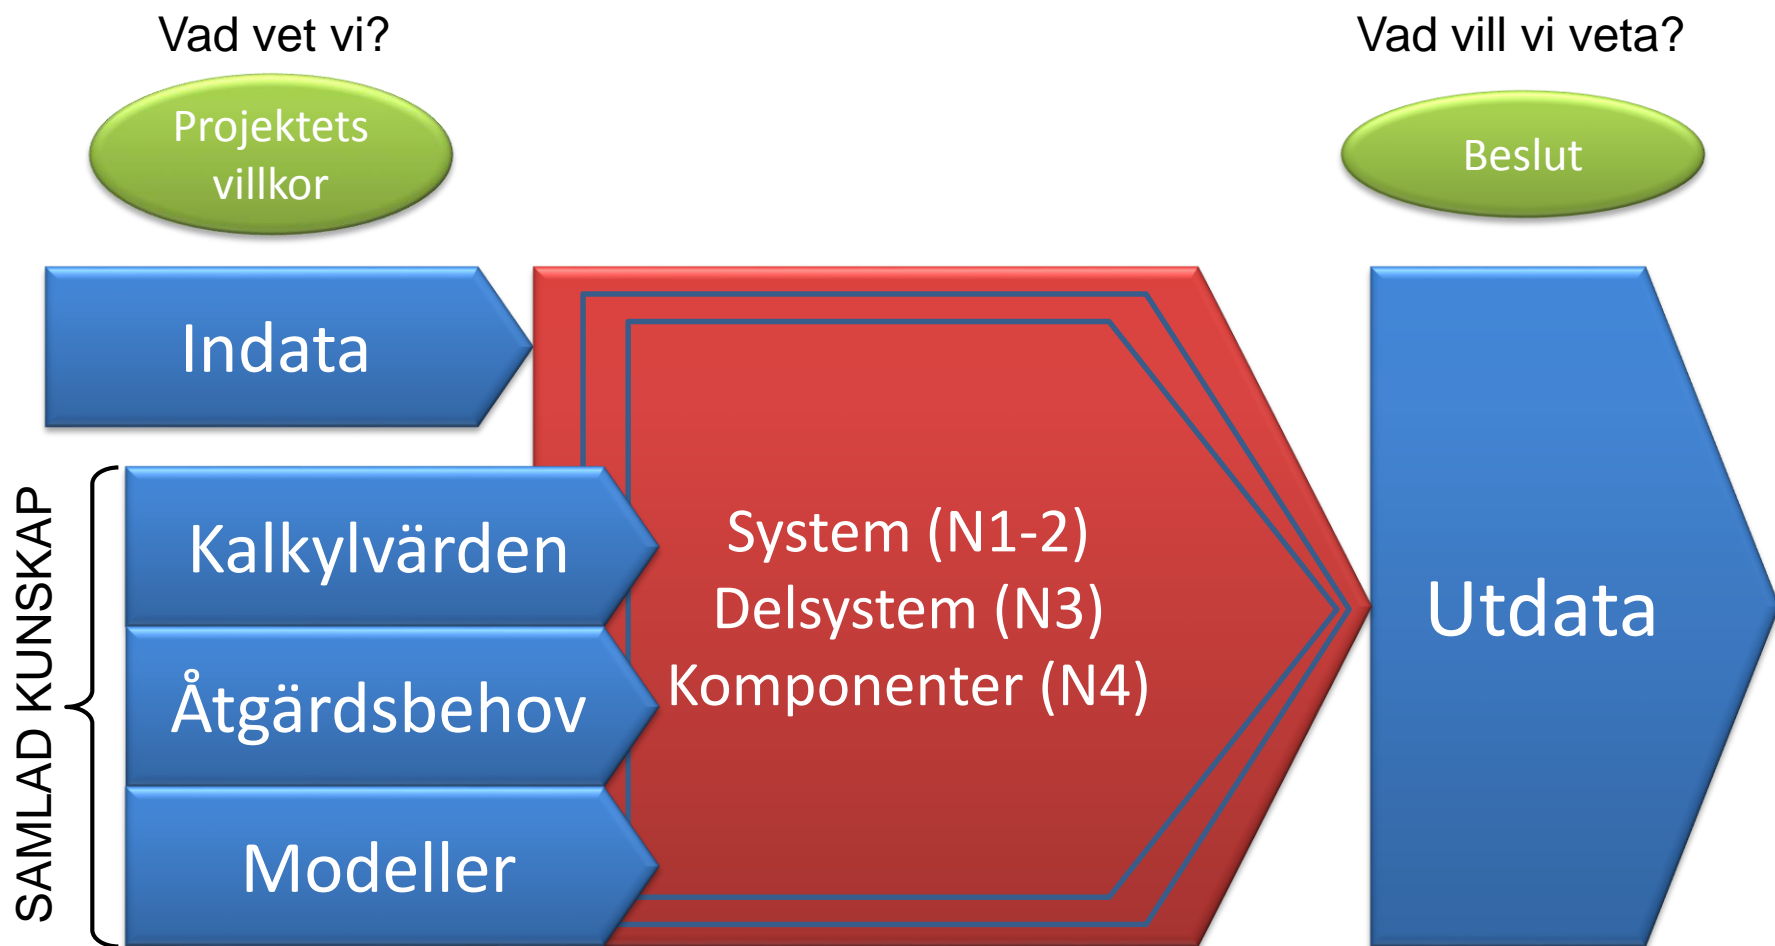 Vad vet vi?
Vad vill vi veta?
Projektets
villkor
Beslut
Indata
SAMLAD KUNSKAP
Kalkylvärden
Åtgärdsbehov
Modeller
System (N1-2)
Delsystem (N3)
Komponenter (N4)
Utdata